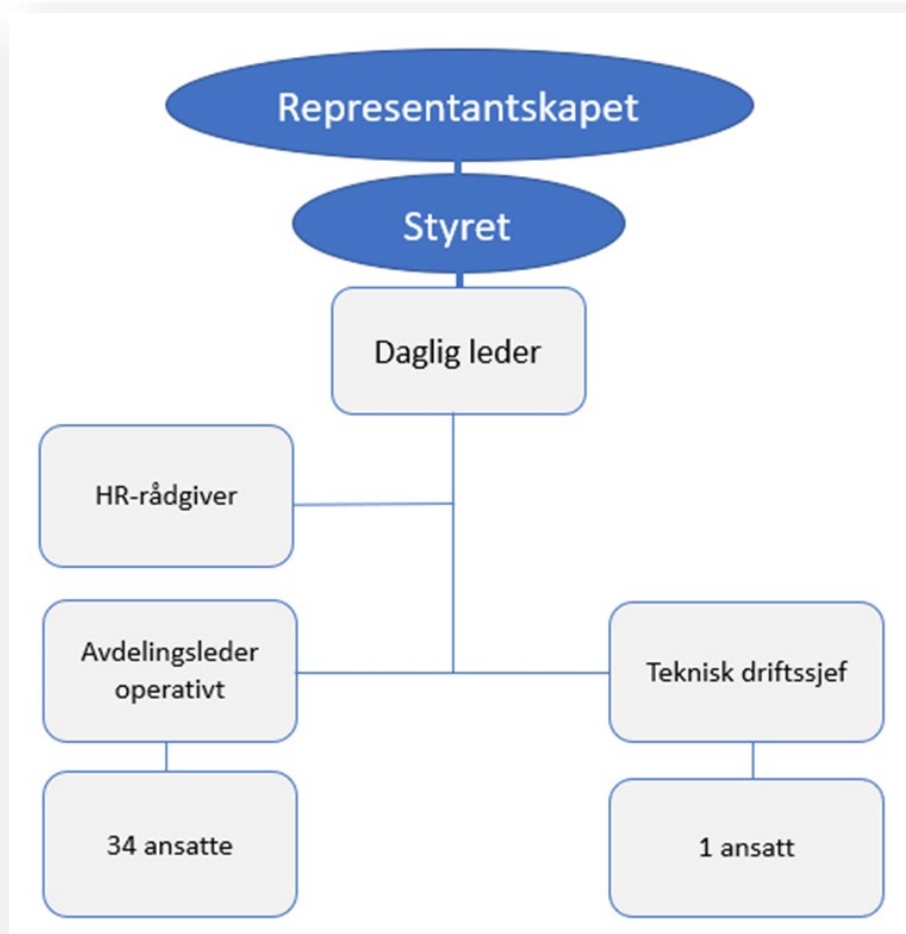 Representantskapet
Styret
Daglig leder
HR-rådgiver
Avdelingsleder
operativt
Teknisk driftssjef
34 ansatte
1 ansatt